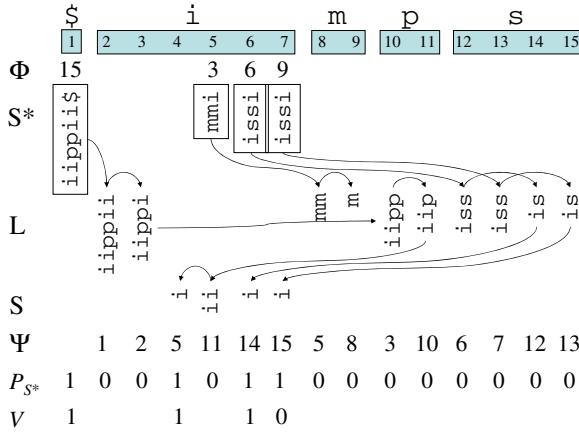 $ i m p s
1 2 3 4 5 6 7 8 9 10 11 12 13 14 15
Φ 15 3 6 9
S* iippii$ mmi issi issi
L iippii iippi mm m iipp iip iss iss is is
S i ii i i
Ψ 1 2 5 11 14 15 5 8 3 10 6 7 12 13
P_S* 1 0 0 1 0 1 1 0 0 0 0 0 0 0 0
V 1 1 1 0